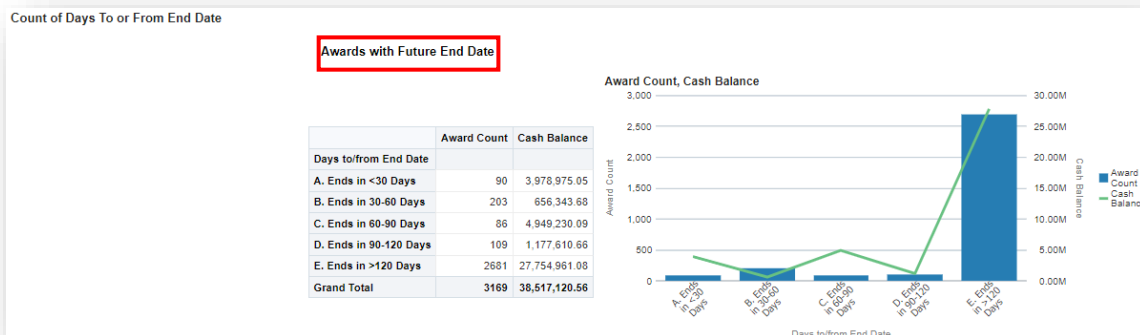 Count of Days To or From End Date
Awards with Future End Date
Award Count Cash Balance
Days to/from End Date
A. Ends in <30 Days 90 3,978,975.05
B. Ends in 30-60 Days 203 656,343.68
C. Ends in 60-90 Days 86 4,949,230.09
D. Ends in 90-120 Days 109 1,177,610.66
E. Ends in >120 Days 2681 27,754,961.08
Grand Total 3169 38,517,120.56
Award Count, Cash Balance
3,000
2,500
2,000
1,500
1,000
500
0
Award Count
30.00M
25.00M
20.00M
15.00M
10.00M
5.00M
0.00M
Cash Balance
A. Ends
in <30
Days
B. Ends
in 30-60
Days
C. Ends
in 60-90
Days
D. Ends
in 90-120
Days
E. Ends
in >120
Days
Days to/from End Date
Award
Count
Cash
Balance